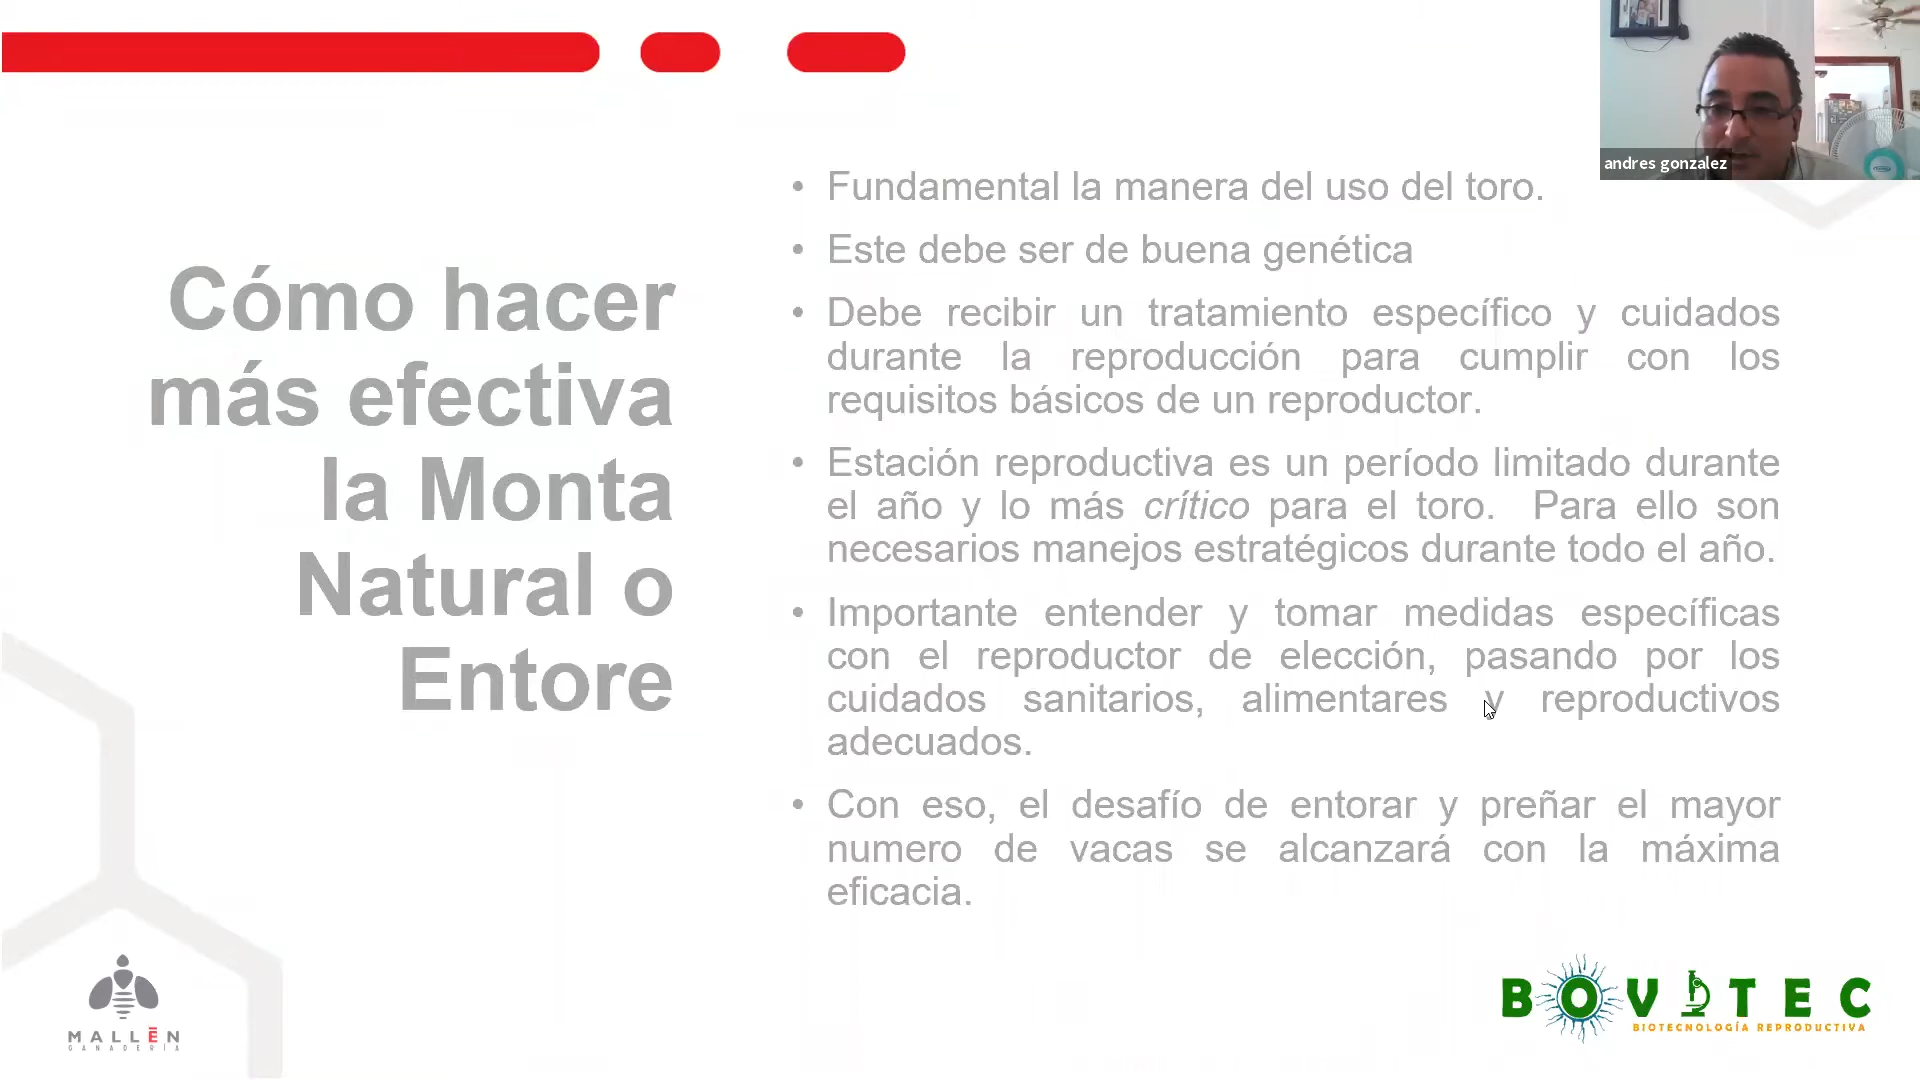 andres gonzalez
Cómo hacer
más efectiva
la Monta
Natural o
Entore
• Fundamental la manera del uso del toro.
• Este debe ser de buena genética
• Debe recibir un tratamiento específico y cuidados
durante la reproducción para cumplir con los
requisitos básicos de un reproductor.
• Estación reproductiva es un período limitado durante
el año y lo más crítico para el toro. Para ello son
necesarios manejos estratégicos durante todo el año.
• Importante entender y tomar medidas específicas
con el reproductor de elección, pasando por los
cuidados sanitarios, alimentares y reproductivos
adecuados.
• Con eso, el desafío de entorar y preñar el mayor
numero de vacas se alcanzará con la máxima
eficacia.
MALLĒN
GANADERÍA
BOVITEC
BIOTECNOLOGÍA REPRODUCTIVA